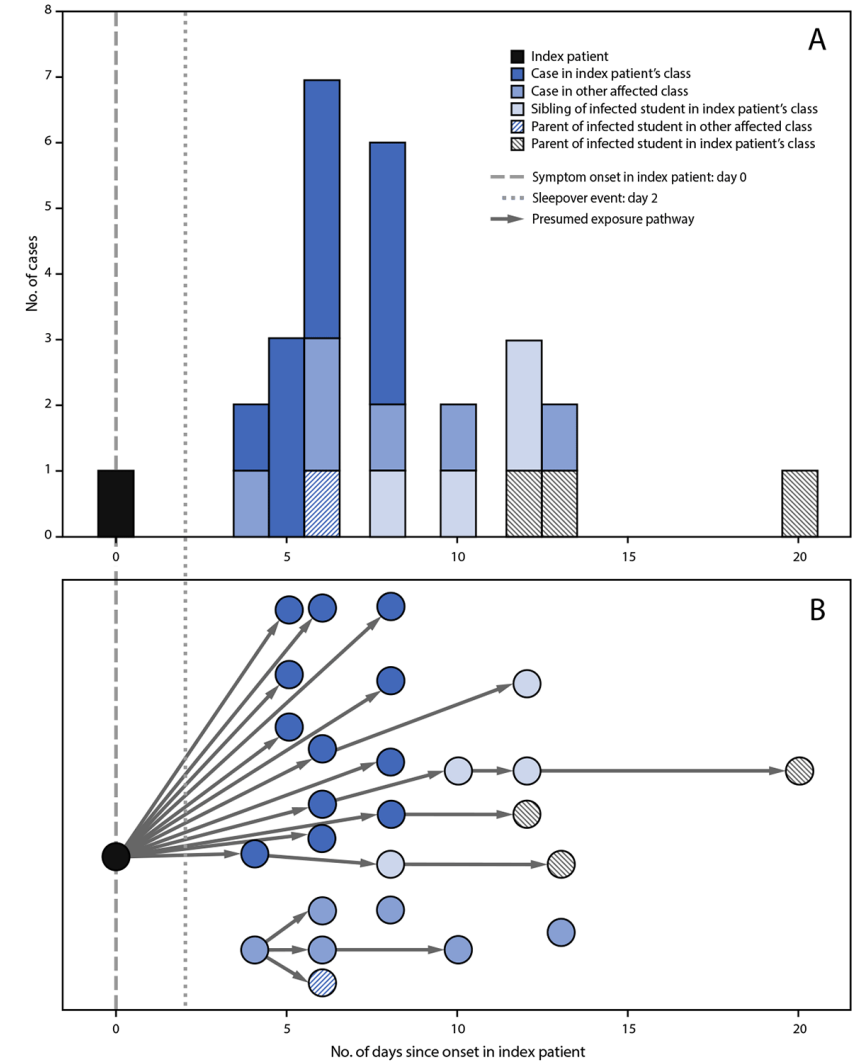 A
8
7
6
5
4
3
2
1
0
No. of cases
Index patient
Case in index patient's class
Case in other affected class
Sibling of infected student in index patient's class
Parent of infected student in other affected class
Parent of infected student in index patient's class
Symptom onset in index patient: day 0
Sleepover event: day 2
Presumed exposure pathway
0 5 10 15 20
B
0 5 10 15 20
No. of days since onset in index patient